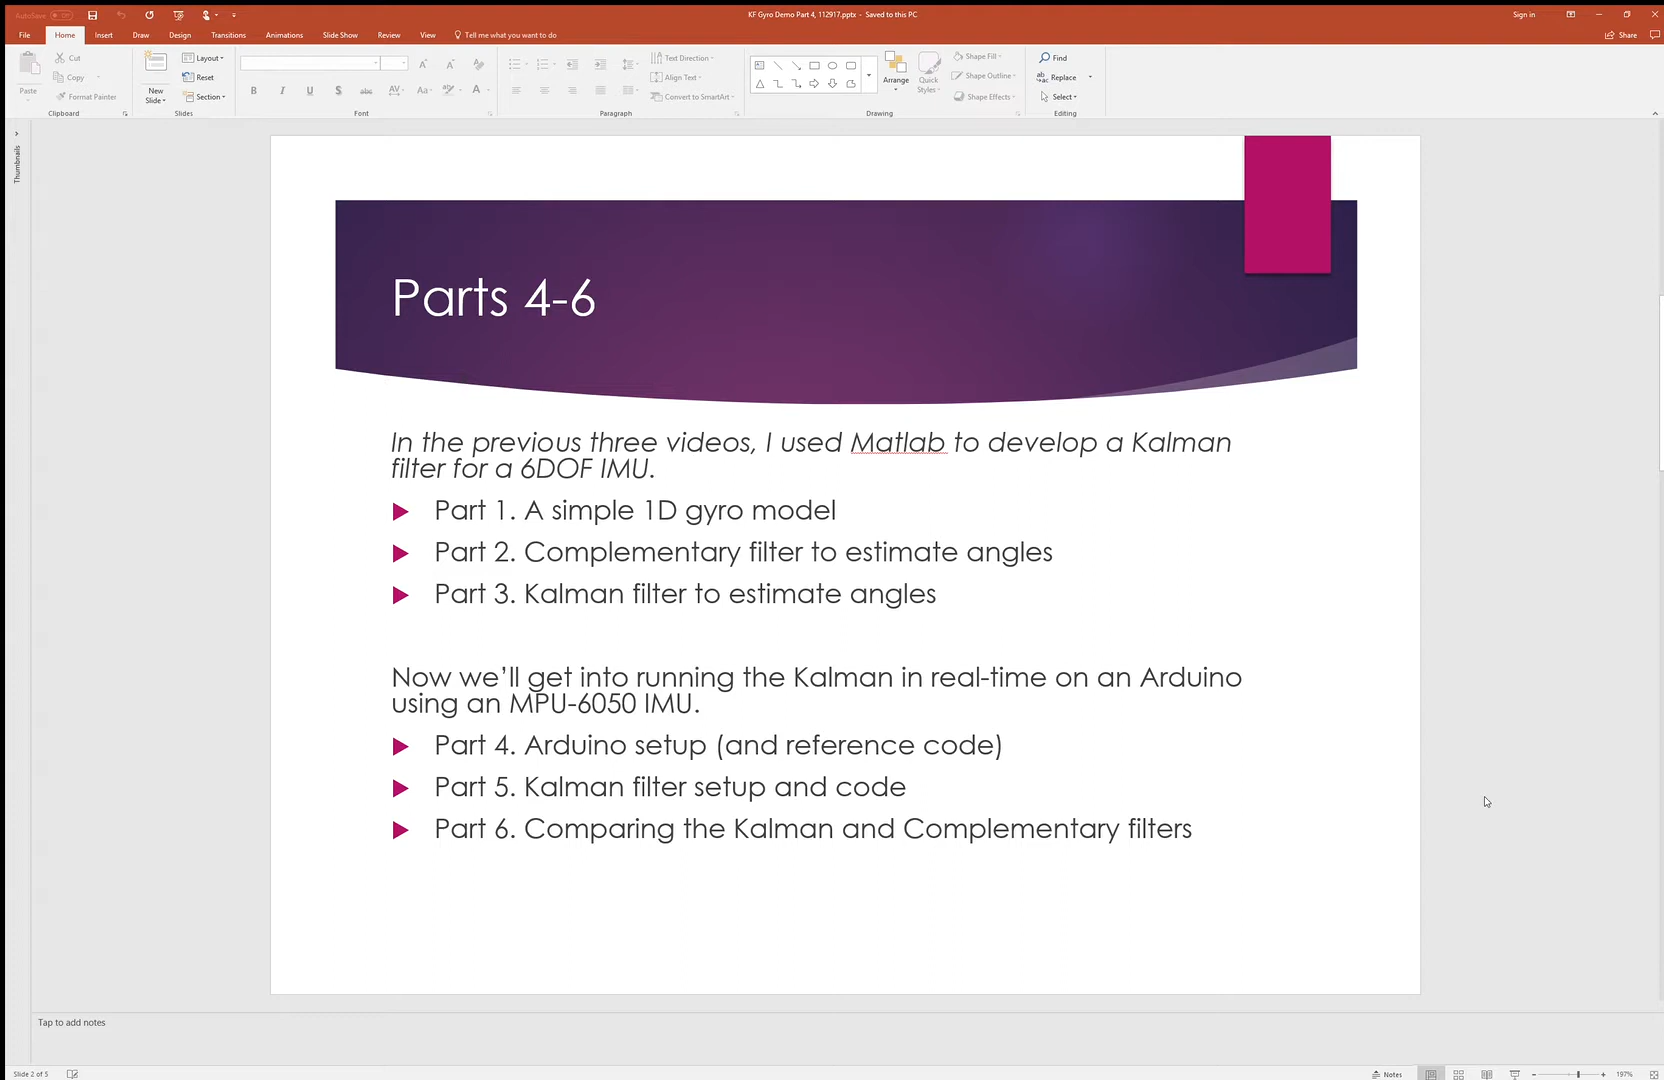 AutoSave Off
KF Gyro Demo Part 4, 112917.pptx - Saved to this PC
Sign in
File Home Insert Draw Design Transitions Animations Slide Show Review View Tell me what you want to do
Share
Paste
Cut
Copy
Format Painter
Clipboard
New
Slide
Layout
Reset
Section
Slides
B I U S abc AV Aa A
Font
Text Direction
Align Text
Convert to SmartArt
Paragraph
Arrange
Quick
Styles
Shape Fill
Shape Outline
Shape Effects
Drawing
Find
Replace
Select
Editing
Thumbnails
Parts 4-6
In the previous three videos, I used Matlab to develop a Kalman
filter for a 6DOF IMU.
Part 1. A simple 1D gyro model
Part 2. Complementary filter to estimate angles
Part 3. Kalman filter to estimate angles
Now we’ll get into running the Kalman in real-time on an Arduino
using an MPU-6050 IMU.
Part 4. Arduino setup (and reference code)
Part 5. Kalman filter setup and code
Part 6. Comparing the Kalman and Complementary filters
Tap to add notes
Slide 2 of 5
Notes
197%